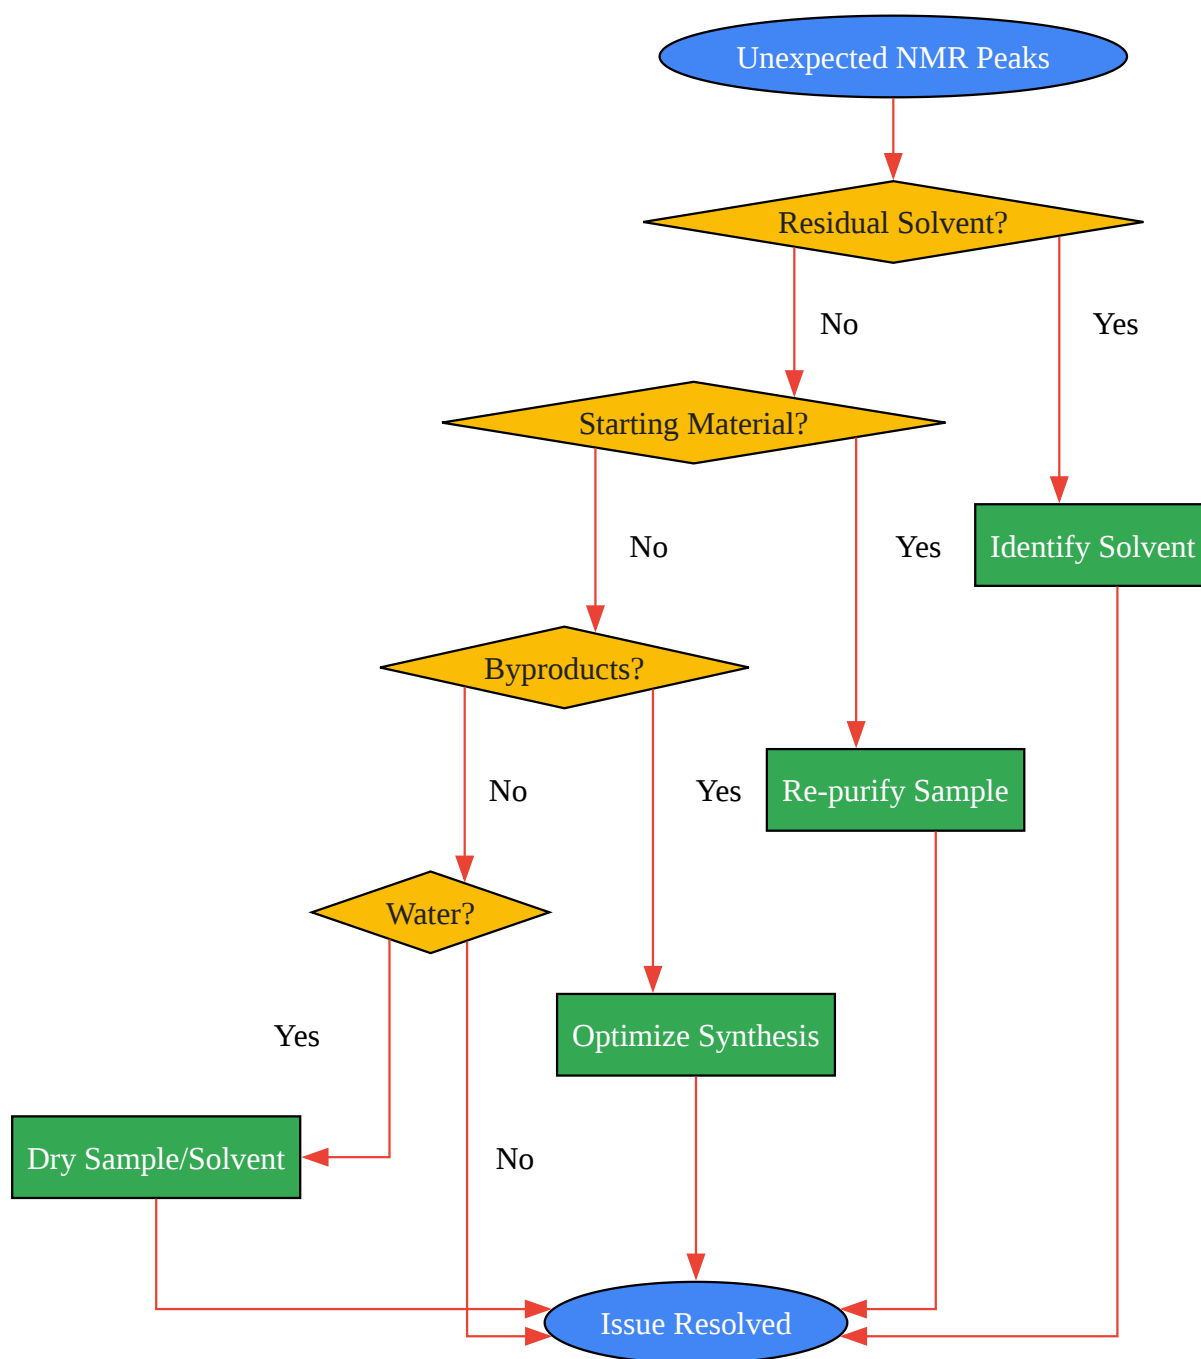 Unexpected NMR Peaks
Residual Solvent?
No
Yes
Starting Material?
No
Yes
Identify Solvent
Byproducts?
No
Yes
Re-purify Sample
Water?
Yes
Optimize Synthesis
Dry Sample/Solvent
No
Issue Resolved